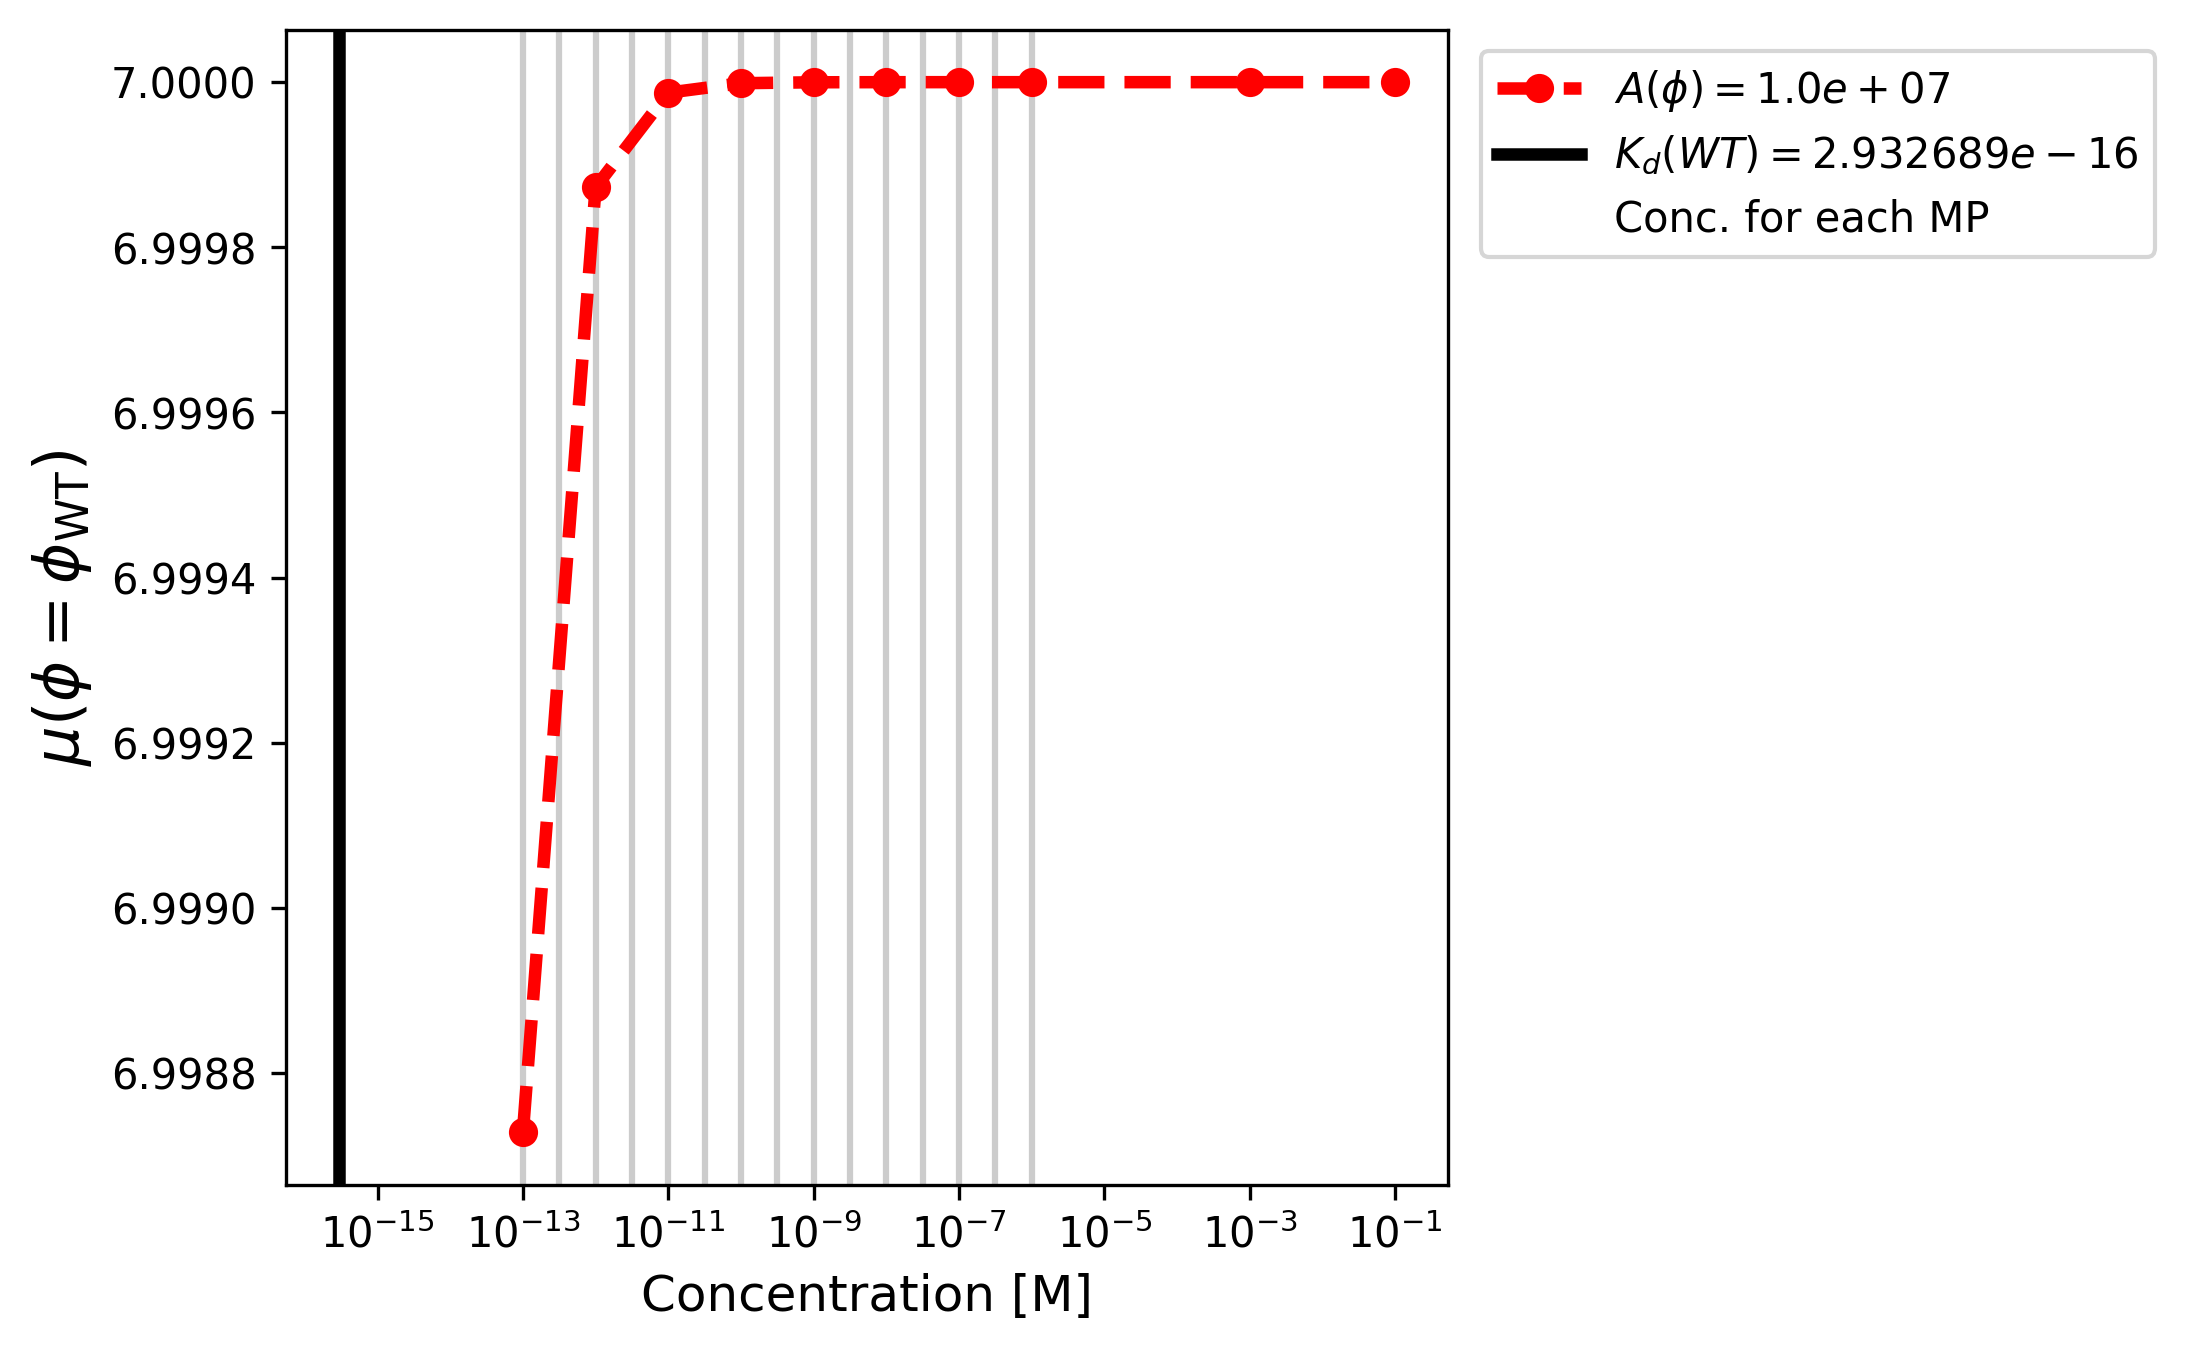 7.0000
6.9998
6.9996
6.9994
6.9992
6.9990
6.9988
μ(ϕ = ϕ_WT)
10⁻¹⁵ 10⁻¹³ 10⁻¹¹ 10⁻⁹ 10⁻⁷ 10⁻⁵ 10⁻³ 10⁻¹
Concentration [M]
A(ϕ) = 1.0e + 07
K_d(WT) = 2.932689e − 16
Conc. for each MP